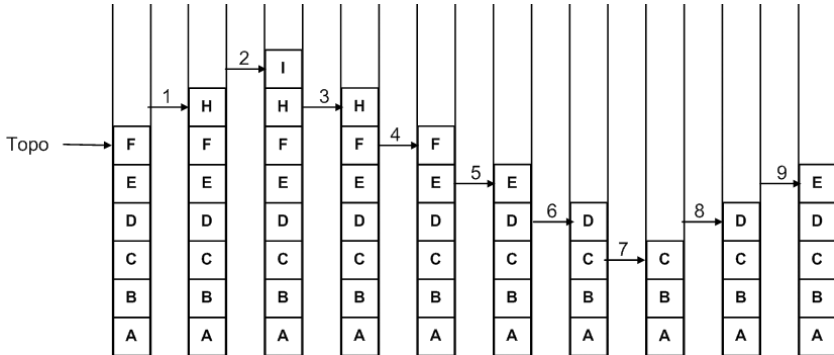 2 I
1 H H 3 H
Topo F F F F 4 F 9
E E E E E 5 E E
D D D D D D 6 D 8 D D
C C C C C C C 7 C C C
B B B B B B B B B B
A A A A A A A A A A